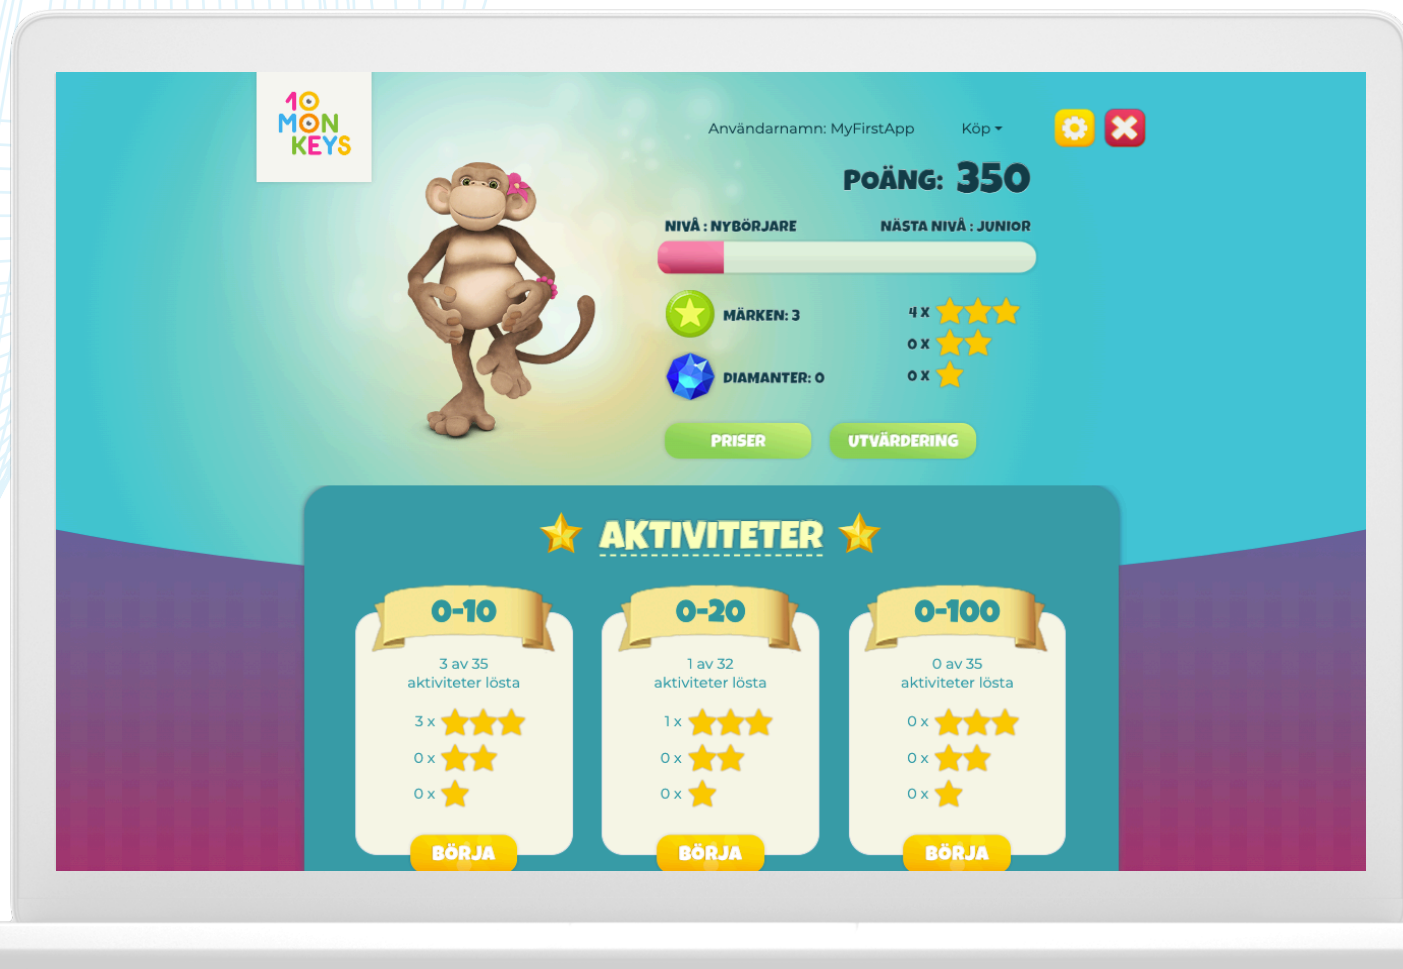 10
MON
KEYS
Användarnamn: MyFirstApp Köp
POÄNG: 350
NIVÅ : NYBÖRJARE NÄSTA NIVÅ : JUNIOR
MÄRKEN: 3
4 X
0 X
DIAMANTER: 0
0 X
PRISER UTVÄRDERING
AKTIVITETER
0-10
3 av 35
aktiviteter lösta
3 x
0 x
0 x
BÖRJA
0-20
1 av 32
aktiviteter lösta
1 x
0 x
0 x
BÖRJA
0-100
0 av 35
aktiviteter lösta
0 x
0 x
0 x
BÖRJA